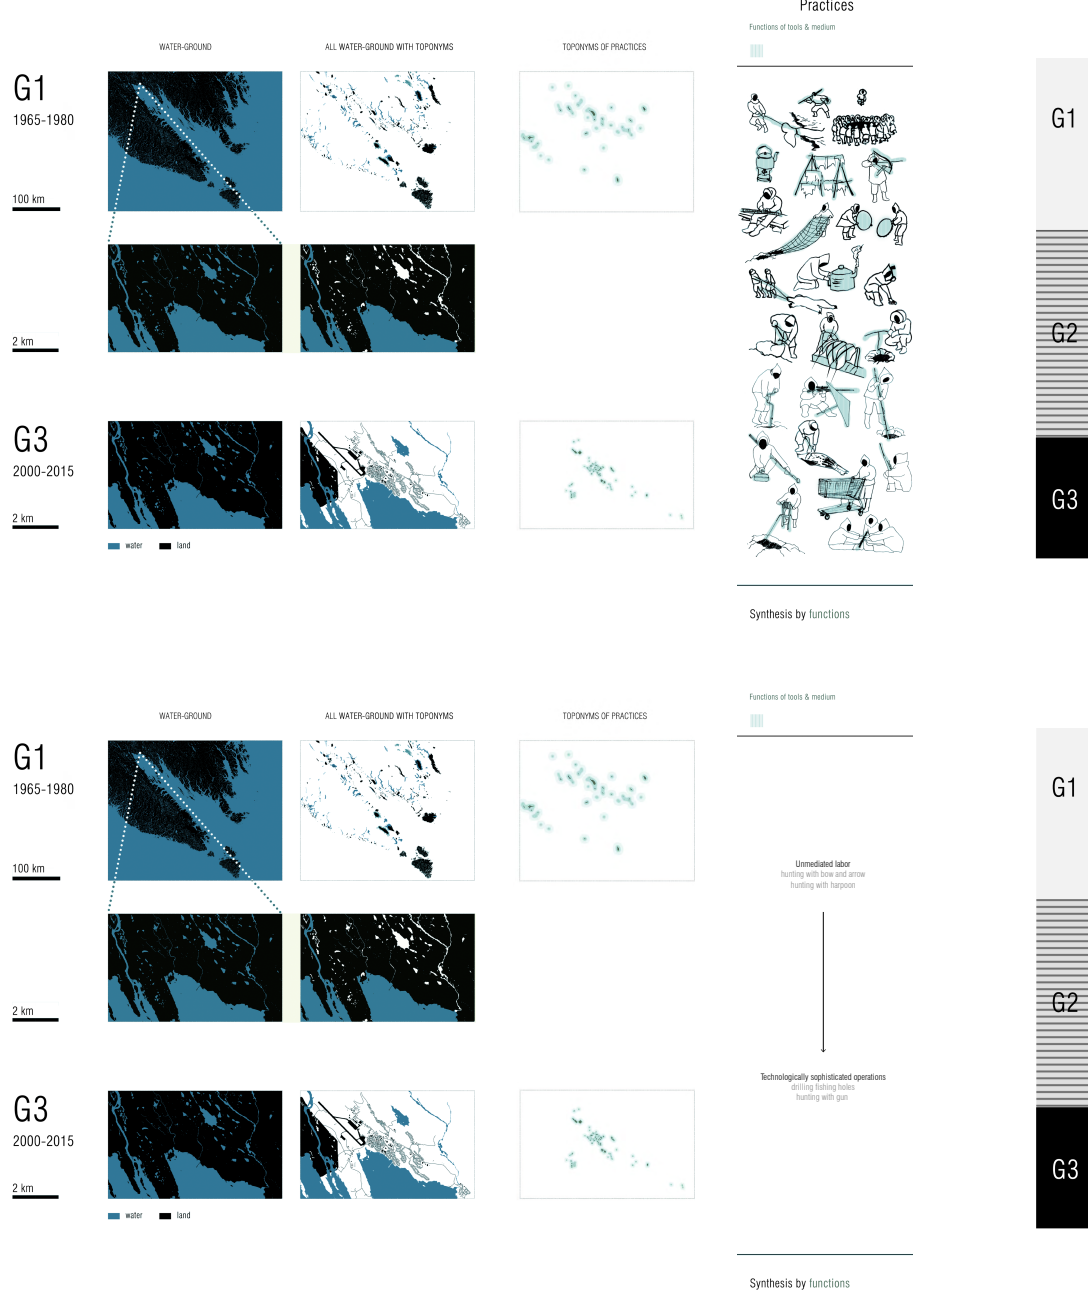 Practices
Functions of tools & medium
WATER-GROUND
ALL WATER-GROUND WITH TOPONYMS
TOPONYMS OF PRACTICES
G1
1965-1980
100 km
2 km
G3
2000-2015
2 km
water
land
G1
G2
G3
Synthesis by functions
Functions of tools & medium
WATER-GROUND
ALL WATER-GROUND WITH TOPONYMS
TOPONYMS OF PRACTICES
G1
1965-1980
100 km
2 km
G3
2000-2015
2 km
water
land
Unmediated labor
hunting with bow and arrow
hunting with harpoon
Technologically sophisticated operations
drilling fishing holes
hunting with gun
G1
G2
G3
Synthesis by functions